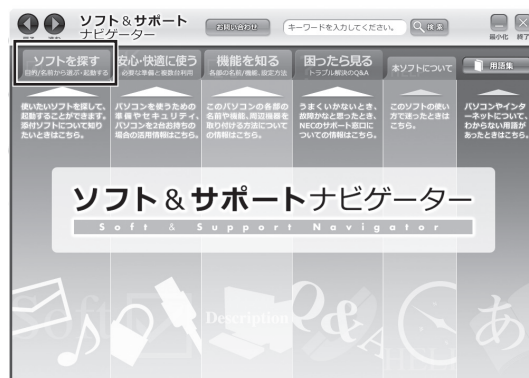 ソフト&サポート
ナビゲーター
お問い合わせ
キーワードを入力してください。
検索
最小化 終了
ソフトを探す
目的/名前から選ぶ・起動する
安心・快適に使う
必要な準備と複数台利用
機能を知る
各部の名前/機能、設定方法
困ったら見る
トラブル解決のQ&A
本ソフトについて
用語集
使いたいソフトを探して、
起動することができます。
添付ソフトについて知り
たいときはこちら。
パソコンを使うための
準備やセキュリティ、
パソコンを2台お持ちの
場合の活用情報はこちら。
このパソコンの各部の
名前や機能、周辺機器を
取り付ける方法について
の情報はこちら。
うまくいかないとき、
故障かなと思ったとき、
NECのサポート窓口に
ついての情報はこちら。
このソフトの使い
方で迷ったときは
こちら。
パソコンやインタ
ーネットについて、
わからない用語が
あったときはこちら。
ソフト&サポートナビゲーター
Soft & Support Navigator
Soft
Description
Q&A
HELP
あ